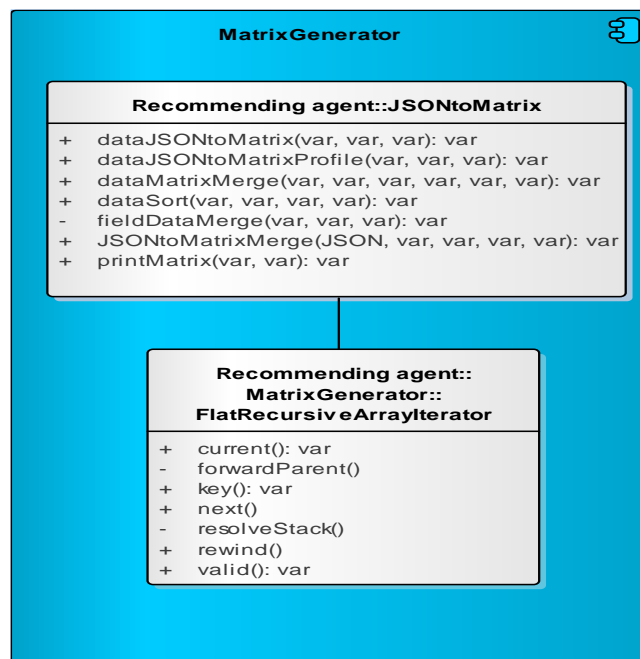 MatrixGenerator
Recommending agent::JSONtoMatrix
+ dataJSONtoMatrix(var, var, var): var
+ dataJSONtoMatrixProfile(var, var, var): var
+ dataMatrixMerge(var, var, var, var, var, var): var
+ dataSort(var, var, var, var): var
- fieldDataMerge(var, var, var): var
+ JSONtoMatrixMerge(JSON, var, var, var, var): var
+ printMatrix(var, var): var
Recommending agent::
MatrixGenerator::
FlatRecursiveArrayIterator
+ current(): var
- forwardParent()
+ key(): var
+ next()
- resolveStack()
+ rewind()
+ valid(): var